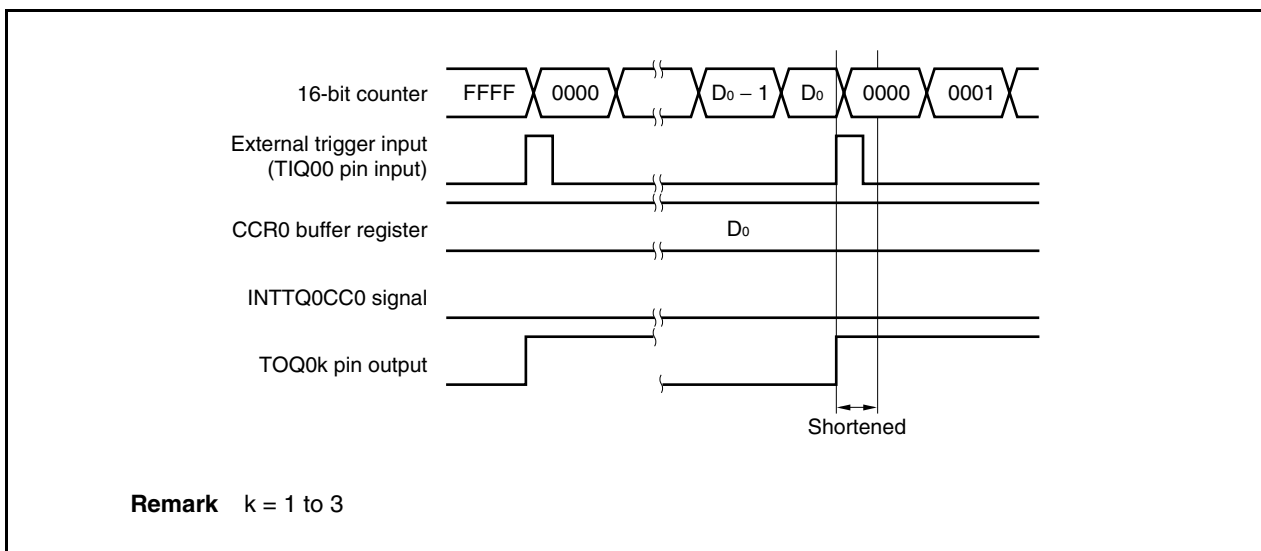 16-bit counter FFFF 0000 D₀ − 1 D₀ 0000 0001
External trigger input
(TIQ00 pin input)
CCR0 buffer register D₀
INTTQ0CC0 signal
TOQ0k pin output
Shortened
Remark k = 1 to 3